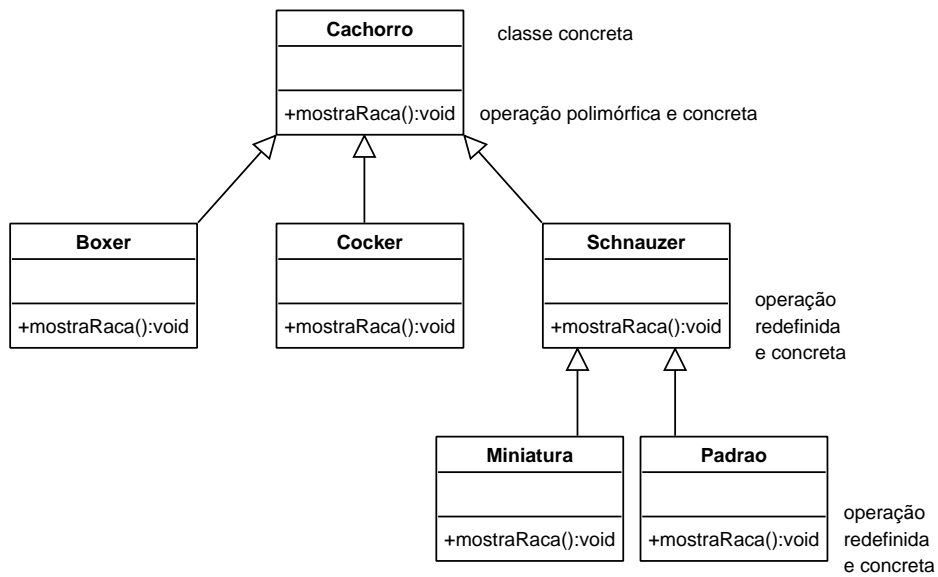 Cachorro
classe concreta
+mostraRaca():void
operação polimórfica e concreta
Boxer
Cocker
Schnauzer
+mostraRaca():void
+mostraRaca():void
+mostraRaca():void
operação
redefinida
e concreta
Miniatura
Padrao
+mostraRaca():void
+mostraRaca():void
operação
redefinida
e concreta